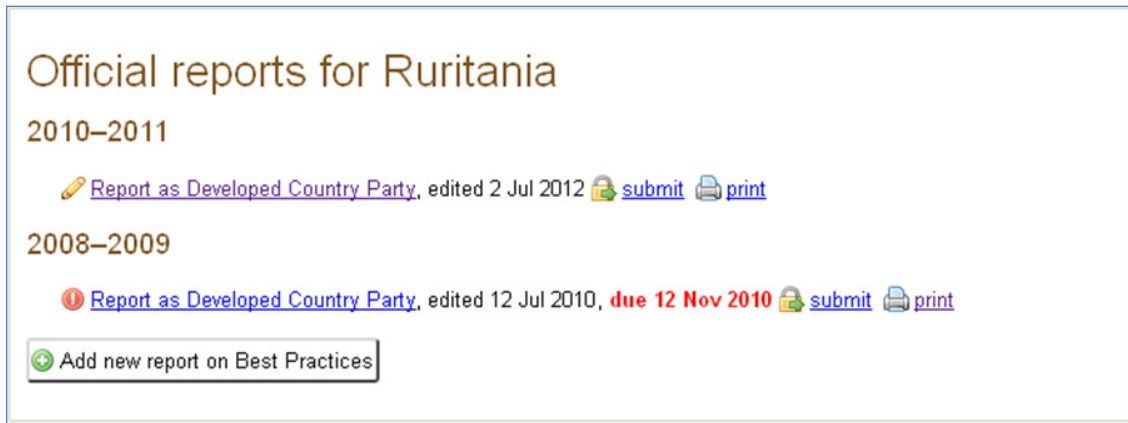 Official reports for Ruritania
2010–2011
Report as Developed Country Party, edited 2 Jul 2012 submit print
2008–2009
Report as Developed Country Party, edited 12 Jul 2010, due 12 Nov 2010 submit print
Add new report on Best Practices